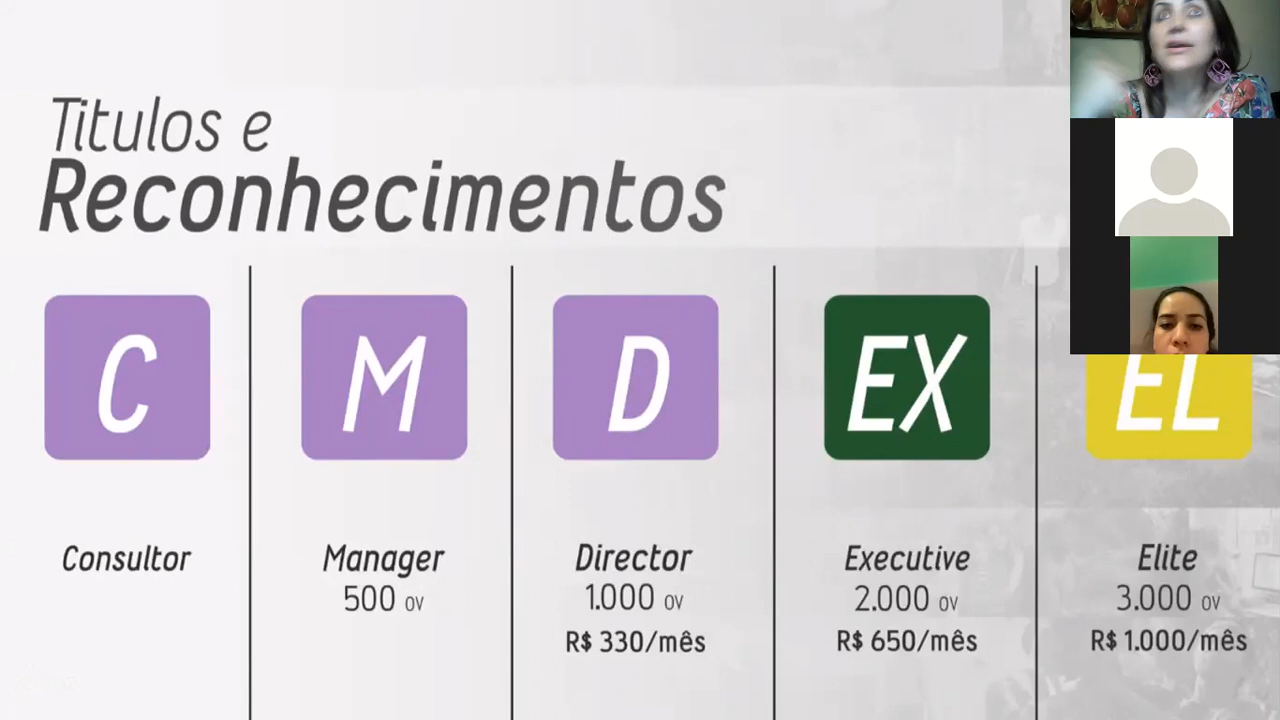 Titulos e
Reconhecimentos
C
M
D
EX
EL
Consultor
Manager
500 OV
Director
1.000 OV
R$ 330/mês
Executive
2.000 OV
R$ 650/mês
Elite
3.000 OV
R$ 1.000/mês